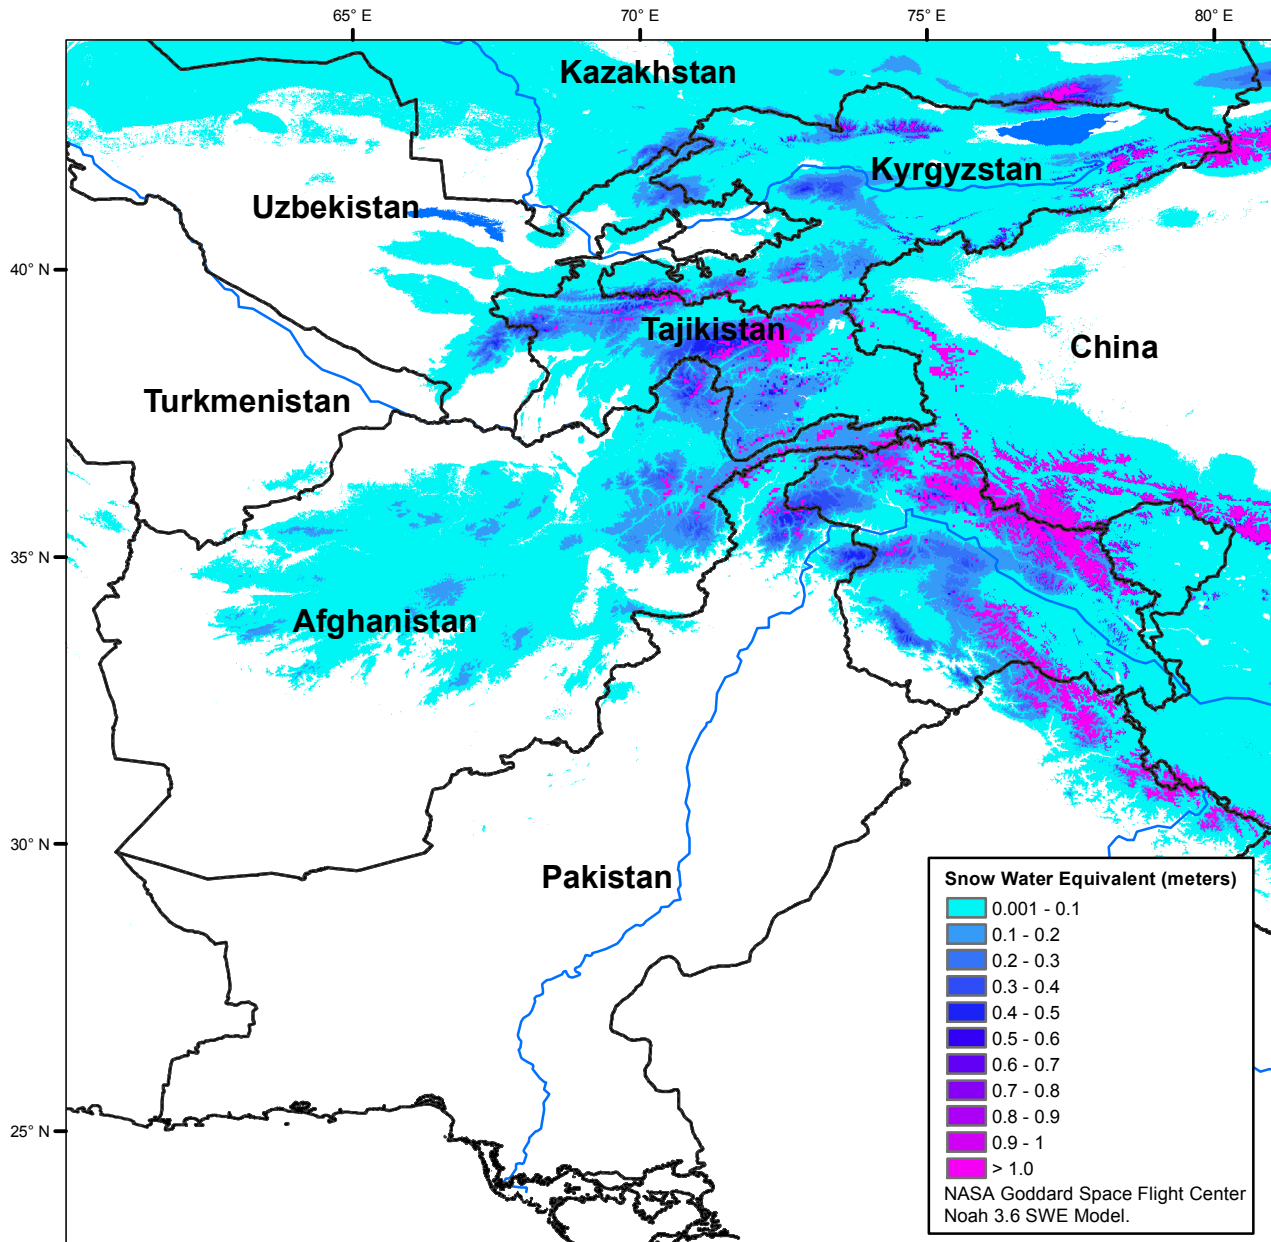 65° E
70° E
75° E
80° E
Kazakhstan
Kyrgyzstan
Uzbekistan
40° N
Tajikistan
China
Turkmenistan
35° N
Afghanistan
30° N
Pakistan
25° N
Snow Water Equivalent (meters)
0.001 - 0.1
0.1 - 0.2
0.2 - 0.3
0.3 - 0.4
0.4 - 0.5
0.5 - 0.6
0.6 - 0.7
0.7 - 0.8
0.8 - 0.9
0.9 - 1
> 1.0
NASA Goddard Space Flight Center
Noah 3.6 SWE Model.